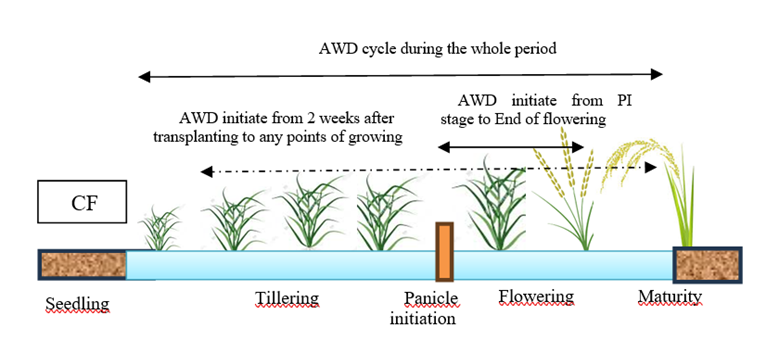 AWD cycle during the whole period
AWD initiate from 2 weeks after
transplanting to any points of growing
AWD initiate from PI
stage to End of flowering
CF
Seedling
Tillering
Panicle
initiation
Flowering
Maturity